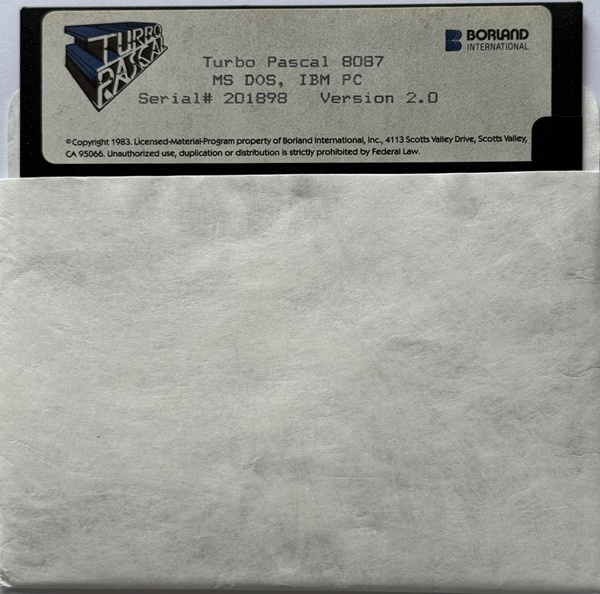 TURBO
PASCAL
BORLAND
INTERNATIONAL
Turbo Pascal 8087
MS DOS, IBM PC
Serial# 201898 Version 2.0
©Copyright 1983. Licensed-Material-Program property of Borland International, Inc., 4113 Scotts Valley Drive, Scotts Valley,
CA 95066. Unauthorized use, duplication or distribution is strictly prohibited by Federal Law.